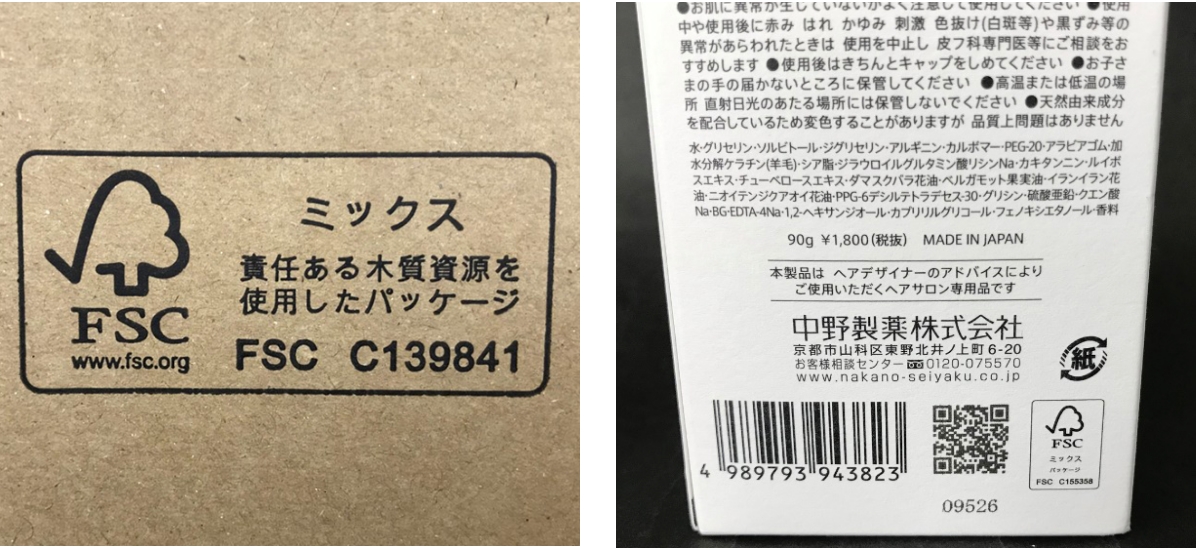 ミックス
責任ある木質資源を
使用したパッケージ
FSC
www.fsc.org
FSC C139841
●お肌に異常が生じていないかよく注意して使用してください ●使用
中や使用後に赤み はれ かゆみ 刺激 色抜け(白斑等)や黒ずみ等の
異常があらわれたときは 使用を中止し 皮フ科専門医等にご相談をお
すすめします ●使用後はきちんとキャップをしめてください ●お子さ
まの手の届かないところに保管してください ●高温または低温の場
所 直射日光のあたる場所には保管しないでください ●天然由来成分
を配合しているため変色することがありますが 品質上問題はありません
水・グリセリン・ソルビトール・ジグリセリン・アルギニン・カルボマー・PEG-20・アラビアゴム・加
水分解ケラチン(羊毛)・シア脂・ジラウロイルグルタミン酸リシンNa・カキタンニン・ルイボ
スエキス・チューベロースエキス・ダマスクバラ花油・ベルガモット果実油・イランイラン花
油・ニオイテンジクアオイ花油・PPG-6デシルテトラデセス-30・グリシン・硫酸亜鉛・クエン酸
Na・BG・EDTA-4Na・1,2-ヘキサンジオール・カプリリルグリコール・フェノキシエタノール・香料
90g ¥1,800(税抜) MADE IN JAPAN
本製品は ヘアデザイナーのアドバイスにより
ご使用いただくヘアサロン専用品です
中野製薬株式会社
京都市山科区東野北井ノ上町6-20
お客様相談センター 0120-075570
www.nakano-seiyaku.co.jp
紙
4 989793 943823
FSC
ミックス
パッケージ
FSC C155358
09526